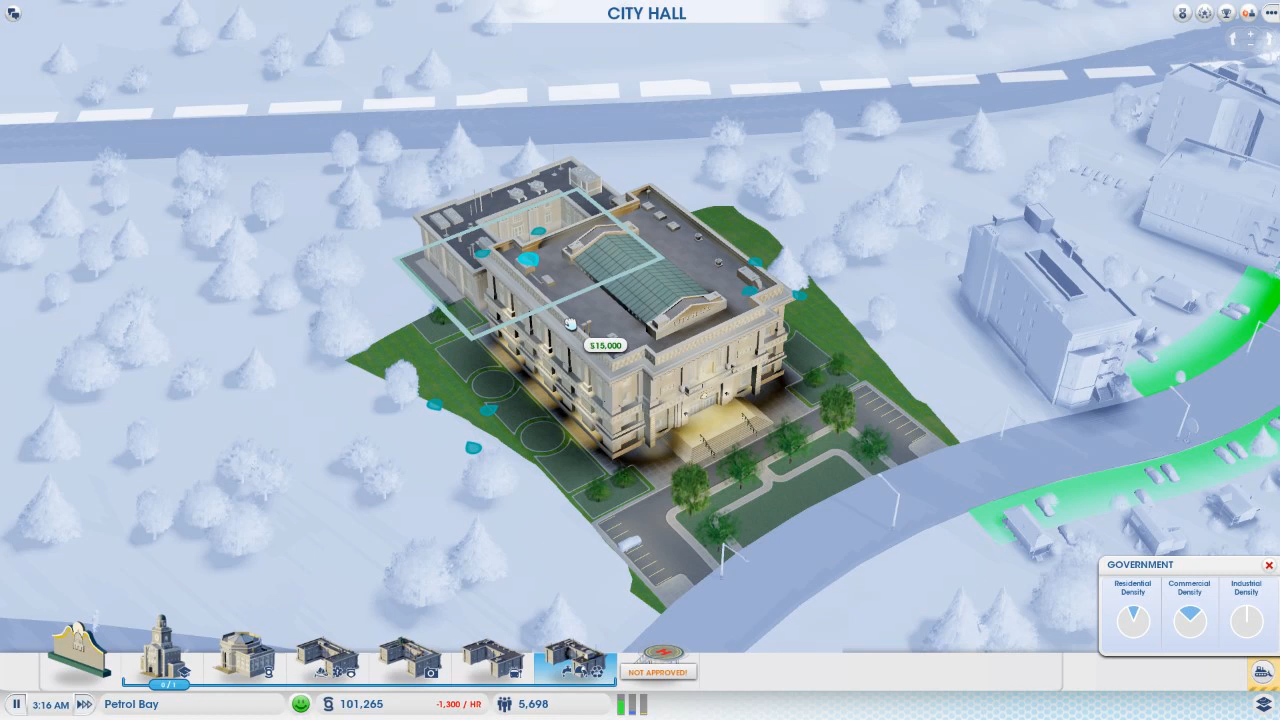 CITY HALL
§15,000
GOVERNMENT
Residential Density
Commercial Density
Industrial Density
0 / 1
NOT APPROVED!
3:16 AM
Petrol Bay
101,265
-1,300 / HR
5,698